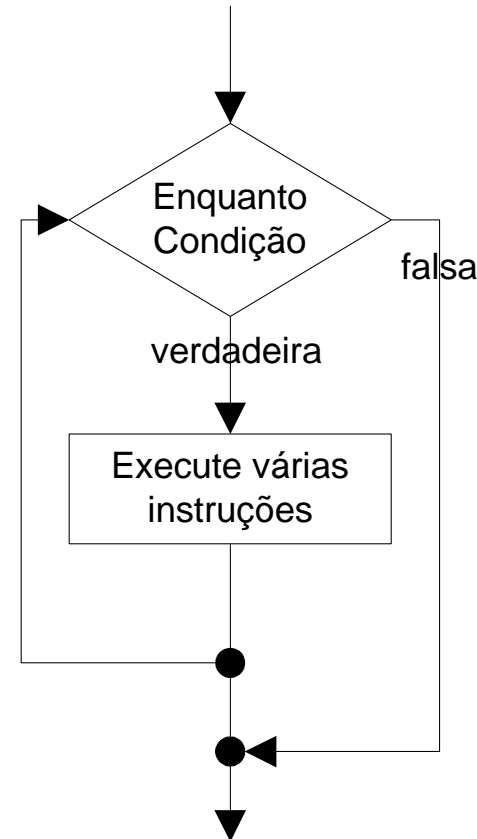 Enquanto
Condição
falsa
verdadeira
Execute várias
instruções